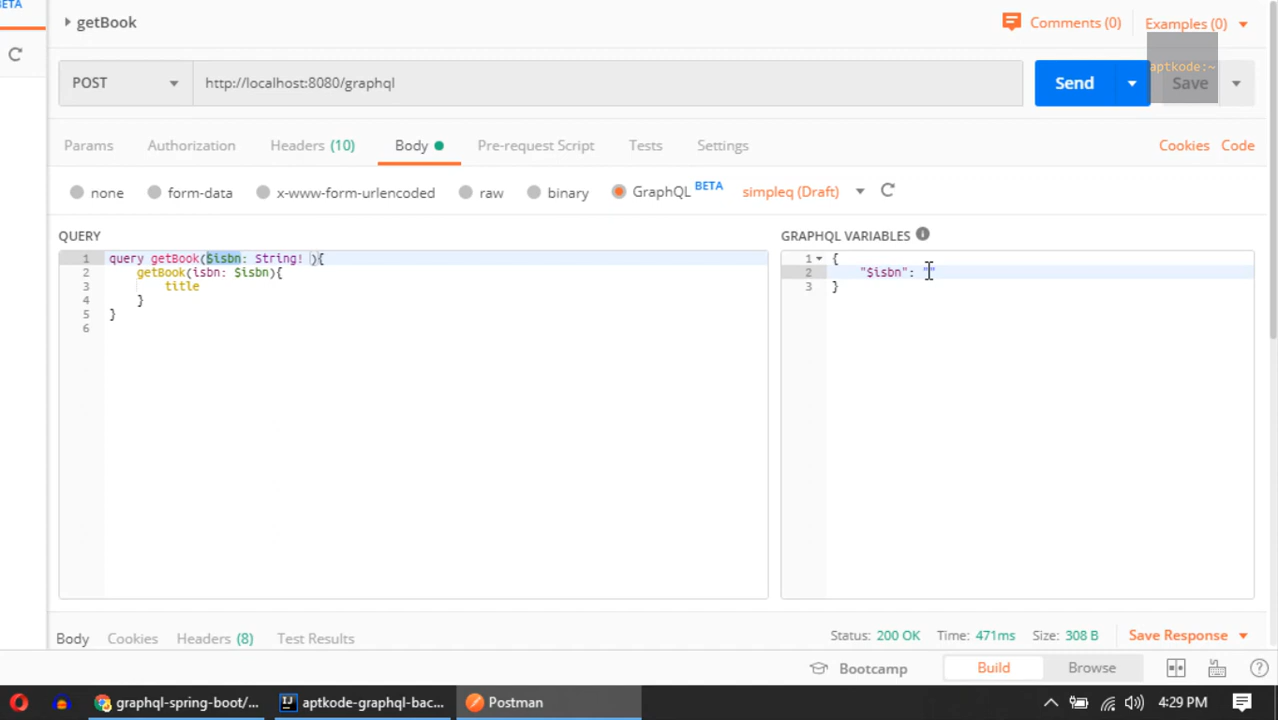 BETA
getBook
Comments (0)
Examples (0)
aptkode:~
POST
http://localhost:8080/graphql
Send
Save
Params
Authorization
Headers (10)
Body
Pre-request Script
Tests
Settings
Cookies
Code
none
form-data
x-www-form-urlencoded
raw
binary
GraphQL BETA
simpleq (Draft)
QUERY
1 query getBook($isbn: String! ){
2 getBook(isbn: $isbn){
3 title
4 }
5 }
6
GRAPHQL VARIABLES
1 {
2 "$isbn": ""
3 }
Body
Cookies
Headers (8)
Test Results
Status: 200 OK
Time: 471ms
Size: 308 B
Save Response
Bootcamp
Build
Browse
graphql-spring-boot/...
aptkode-graphql-bac...
Postman
4:29 PM